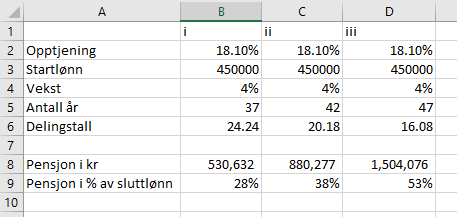 A B C D
1 i ii iii
2 Opptjening 18.10% 18.10% 18.10%
3 Startlønn 450000 450000 450000
4 Vekst 4% 4% 4%
5 Antall år 37 42 47
6 Delingstall 24.24 20.18 16.08
7
8 Pensjon i kr 530,632 880,277 1,504,076
9 Pensjon i % av sluttlønn 28% 38% 53%
10